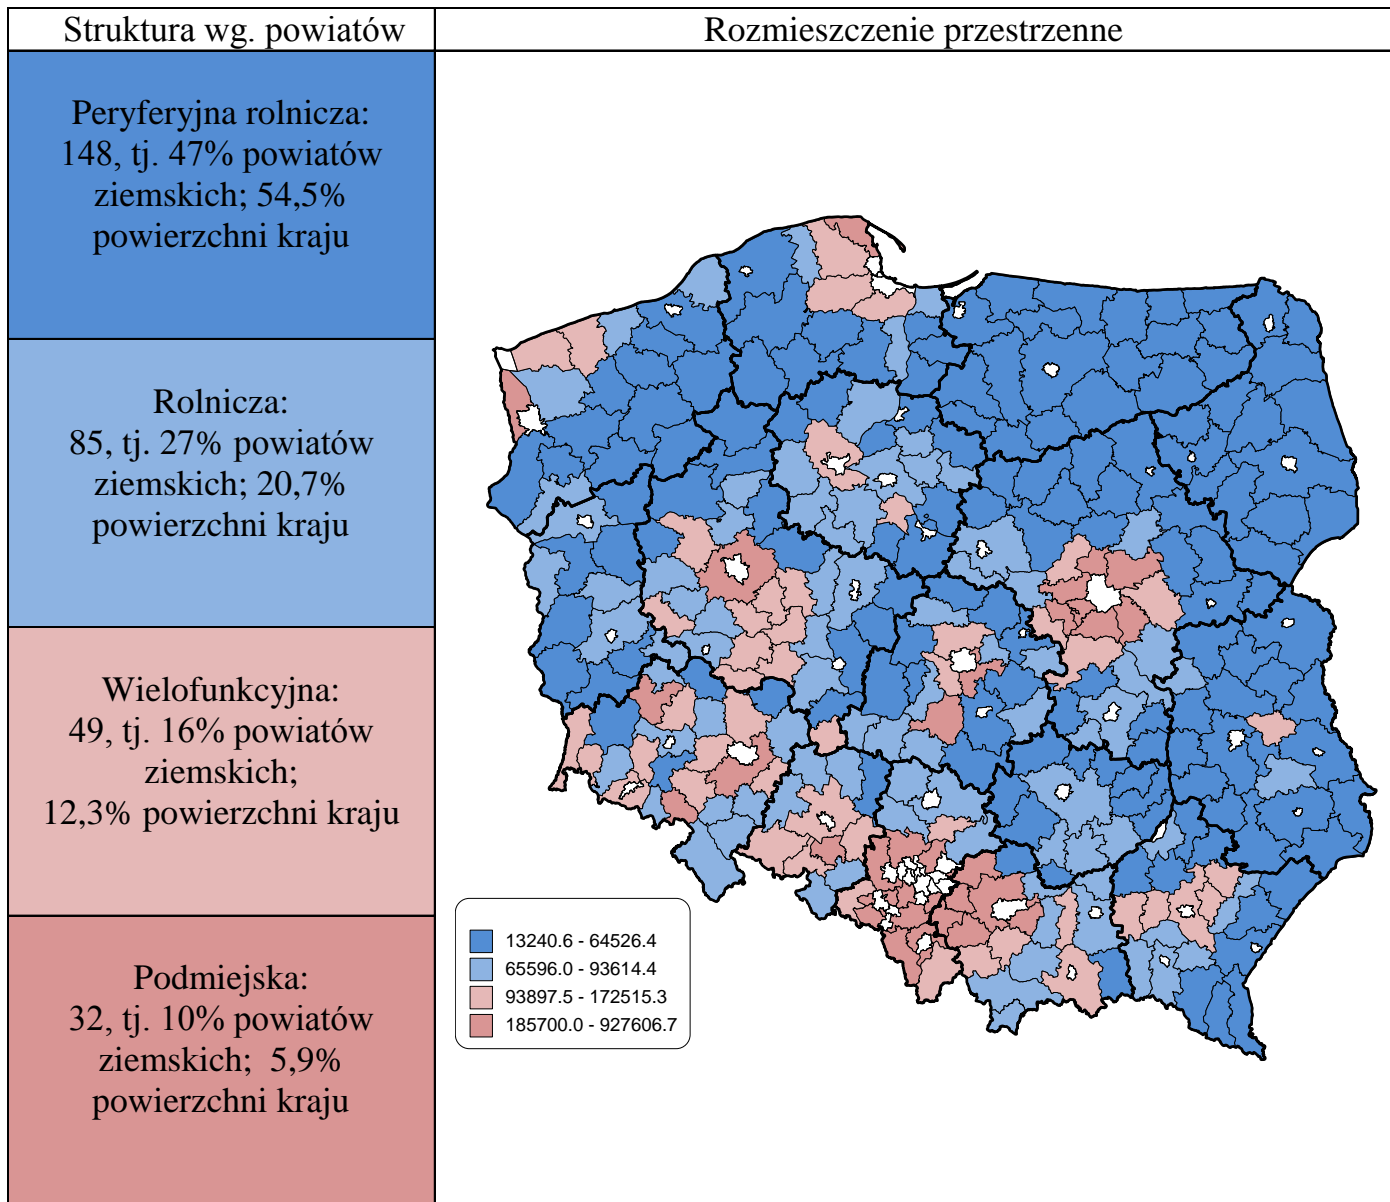 Struktura wg. powiatów
Rozmieszczenie przestrzenne
Peryferyjna rolnicza:
148, tj. 47% powiatów
ziemskich; 54,5%
powierzchni kraju
Rolnicza:
85, tj. 27% powiatów
ziemskich; 20,7%
powierzchni kraju
Wielofunkcyjna:
49, tj. 16% powiatów
ziemskich;
12,3% powierzchni kraju
Podmiejska:
32, tj. 10% powiatów
ziemskich; 5,9%
powierzchni kraju
13240.6 - 64526.4
65596.0 - 93614.4
93897.5 - 172515.3
185700.0 - 927606.7